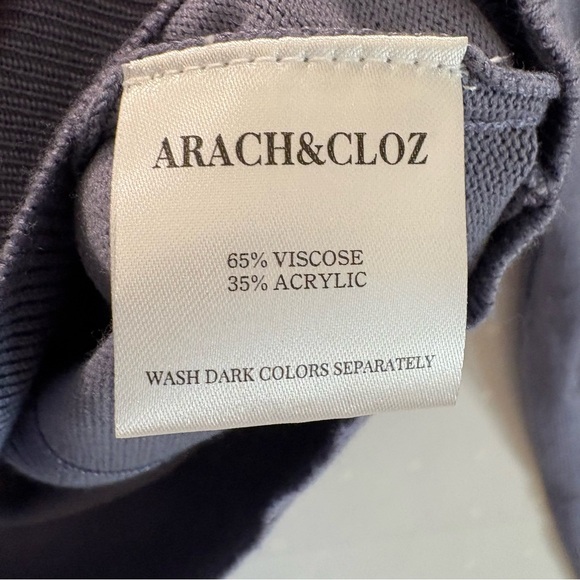 ARACH&CLOZ
65% VISCOSE
35% ACRYLIC
WASH DARK COLORS SEPARATELY